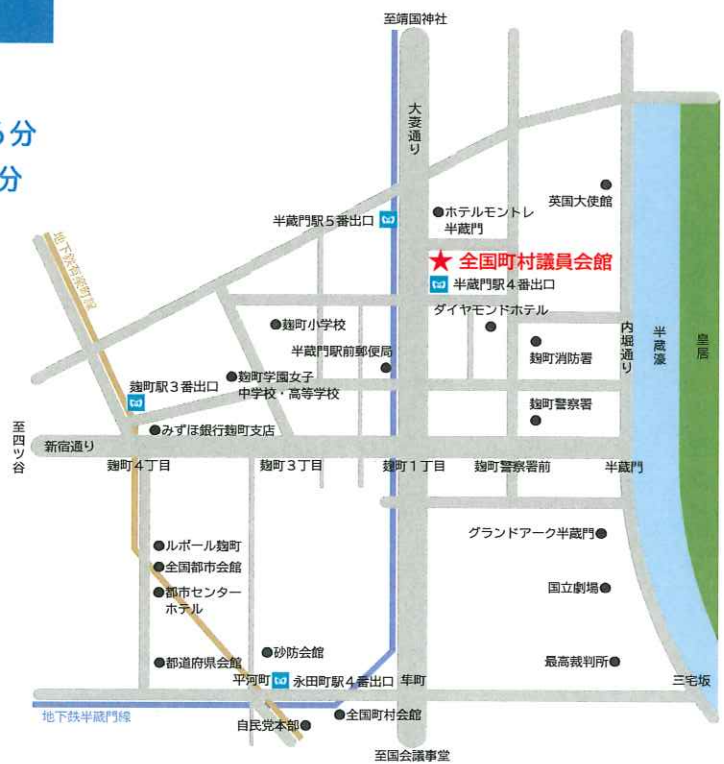 至靖国神社
6分
分
大妻通り
英国大使館
ホテルモントレ
半蔵門
半蔵門駅5番出口
地下鉄有楽町線
全国町村議員会館
半蔵門駅4番出口
ダイヤモンドホテル
麹町小学校
半蔵門駅前郵便局
麹町消防署
内堀通り
半蔵濠
皇居
麹町学園女子
中学校・高等学校
麹町駅3番出口
麹町警察署
みずほ銀行麹町支店
至四ツ谷
新宿通り
麹町4丁目
麹町3丁目
麹町1丁目
麹町警察署前
半蔵門
グランドアーク半蔵門
ルポール麹町
全国都市会館
都市センター
ホテル
国立劇場
砂防会館
都道府県会館
最高裁判所
平河町
永田町駅4番出口
隼町
三宅坂
地下鉄半蔵門線
全国町村会館
自民党本部
至国会議事堂